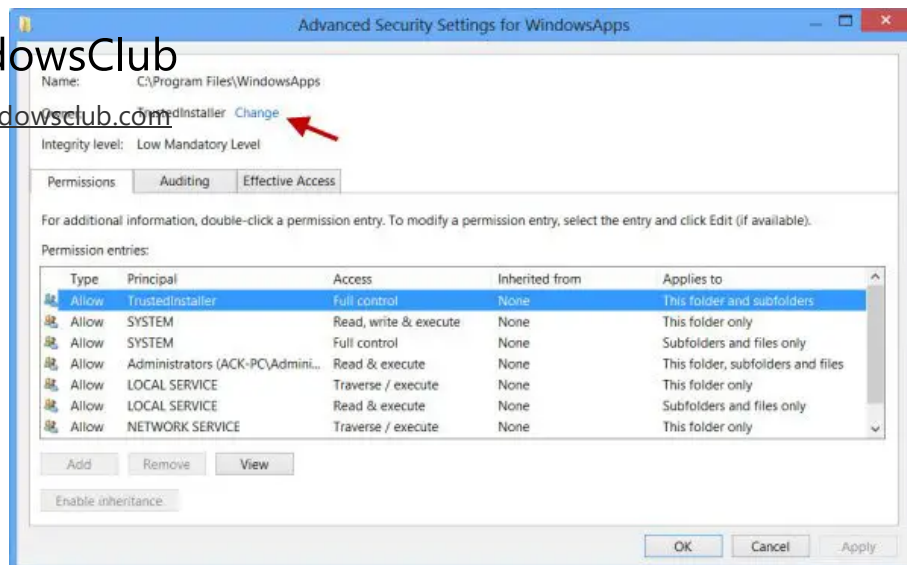 Advanced Security Settings for WindowsApps
dowsClub
Name: C:\Program Files\WindowsApps
Owner: TrustedInstaller Change
dowsclub.com
Integrity level: Low Mandatory Level
Permissions Auditing Effective Access
For additional information, double-click a permission entry. To modify a permission entry, select the entry and click Edit (if available).
Permission entries:
Type Principal Access Inherited from Applies to
Allow TrustedInstaller Full control None This folder and subfolders
Allow SYSTEM Read, write & execute None This folder only
Allow SYSTEM Full control None Subfolders and files only
Allow Administrators (ACK-PC\Admini... Read & execute None This folder, subfolders and files
Allow LOCAL SERVICE Traverse / execute None This folder only
Allow LOCAL SERVICE Read & execute None Subfolders and files only
Allow NETWORK SERVICE Traverse / execute None This folder only
Add Remove View
Enable inheritance
OK Cancel Apply